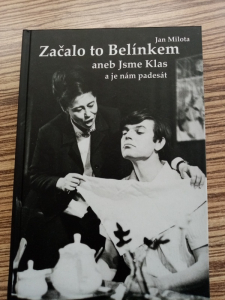 Jan Milota
Začalo to Belínkem
aneb Jsme Klas
a je nám padesát